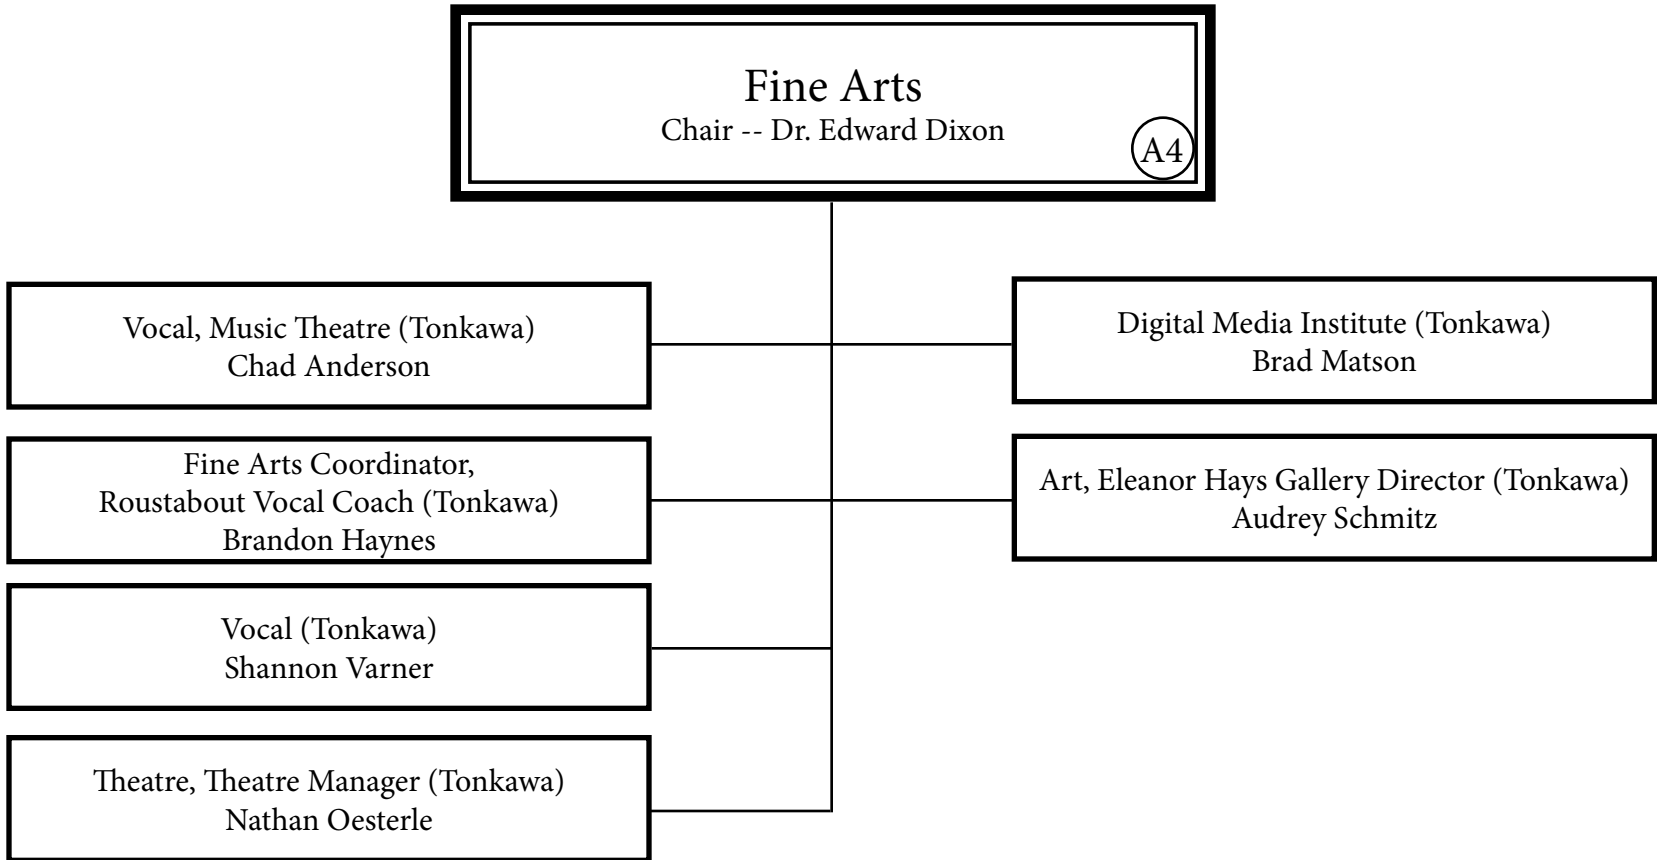 Fine Arts
Chair -- Dr. Edward Dixon
A4
Vocal, Music Theatre (Tonkawa)
Chad Anderson
Fine Arts Coordinator,
Roustabout Vocal Coach (Tonkawa)
Brandon Haynes
Vocal (Tonkawa)
Shannon Varner
Theatre, Theatre Manager (Tonkawa)
Nathan Oesterle
Digital Media Institute (Tonkawa)
Brad Matson
Art, Eleanor Hays Gallery Director (Tonkawa)
Audrey Schmitz